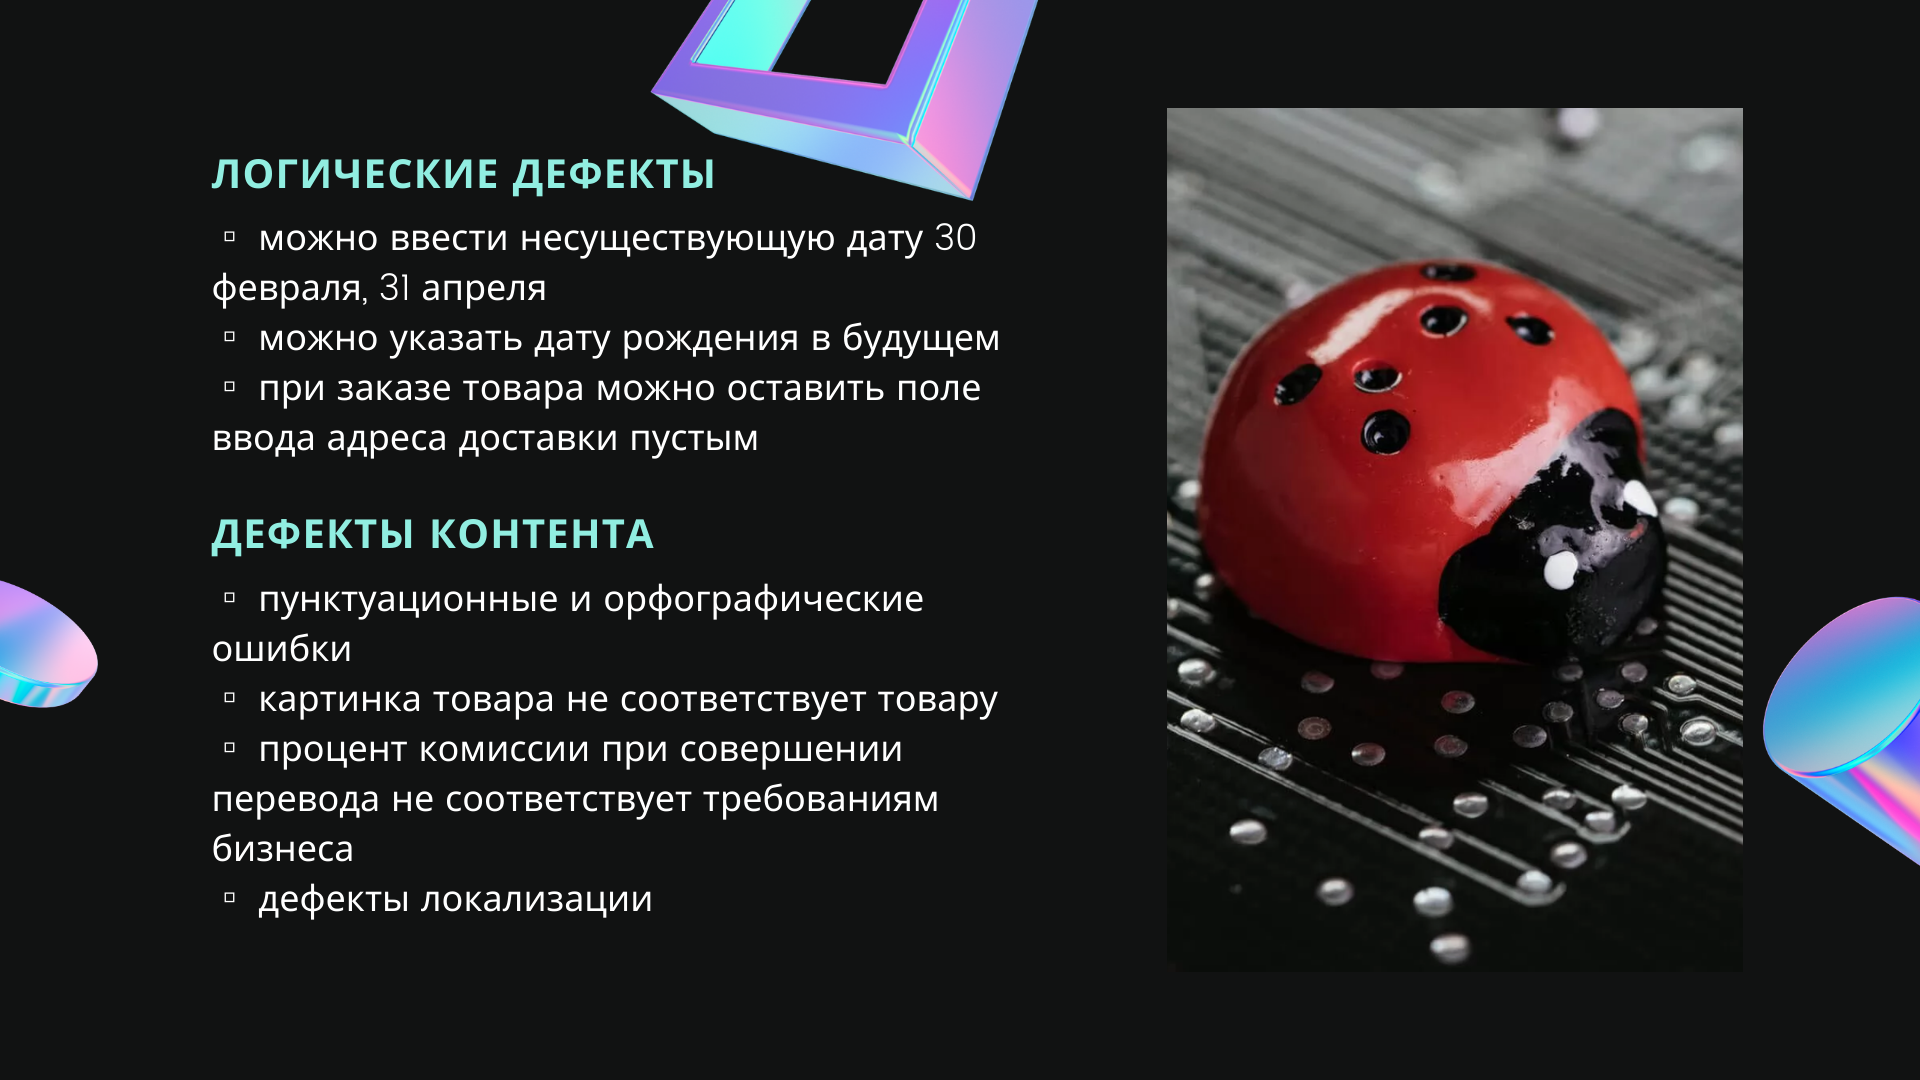 ЛОГИЧЕСКИЕ ДЕФЕКТЫ
▫ можно ввести несуществующую дату 30
февраля, 31 апреля
▫ можно указать дату рождения в будущем
▫ при заказе товара можно оставить поле
ввода адреса доставки пустым
ДЕФЕКТЫ КОНТЕНТА
▫ пунктуационные и орфографические
ошибки
▫ картинка товара не соответствует товару
▫ процент комиссии при совершении
перевода не соответствует требованиям
бизнеса
▫ дефекты локализации